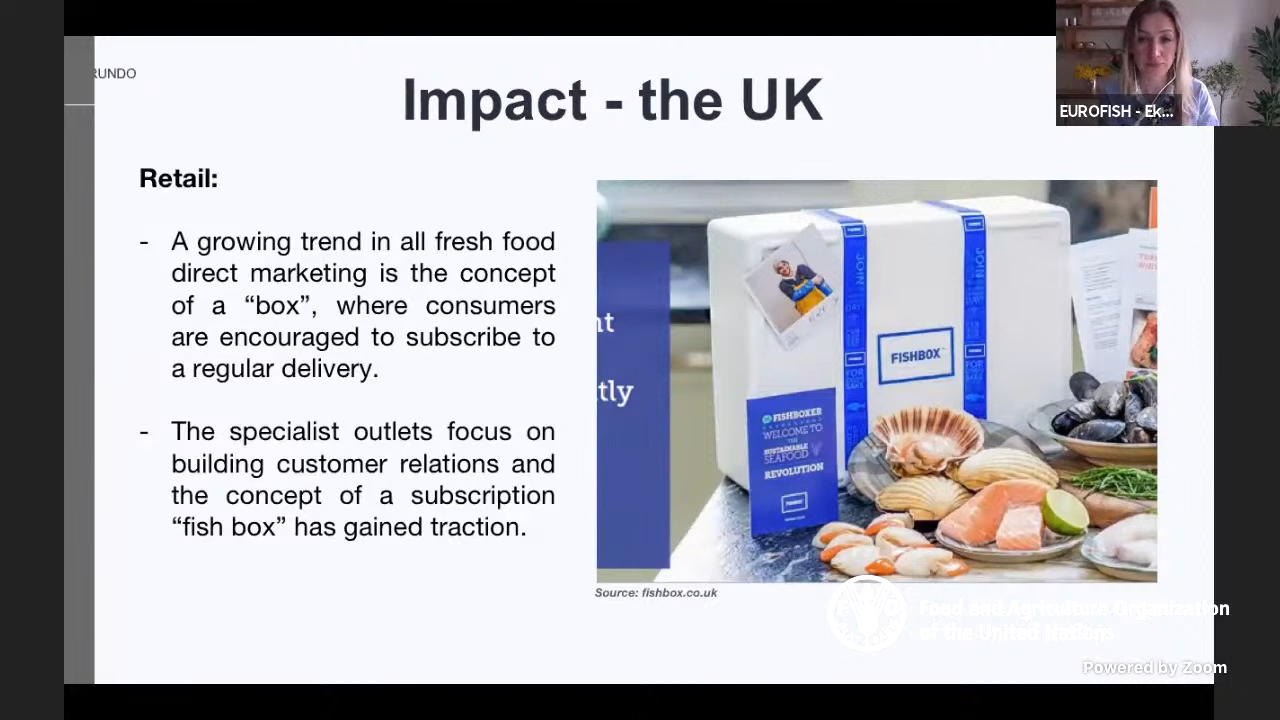 RUNDO
Impact - the UK
EUROFISH - Ek...
Retail:
- A growing trend in all fresh food
direct marketing is the concept
of a “box”, where consumers
are encouraged to subscribe to
a regular delivery.
- The specialist outlets focus on
building customer relations and
the concept of a subscription
“fish box” has gained traction.
nt
tly
JOIN
JOIN
FISHBOX
FISHBOXER
WELCOME TO
THE
SUSTAINABLE
SEAFOOD
REVOLUTION
Source: fishbox.co.uk
Food and Agriculture Organization
of the United Nations
Powered by Zoom